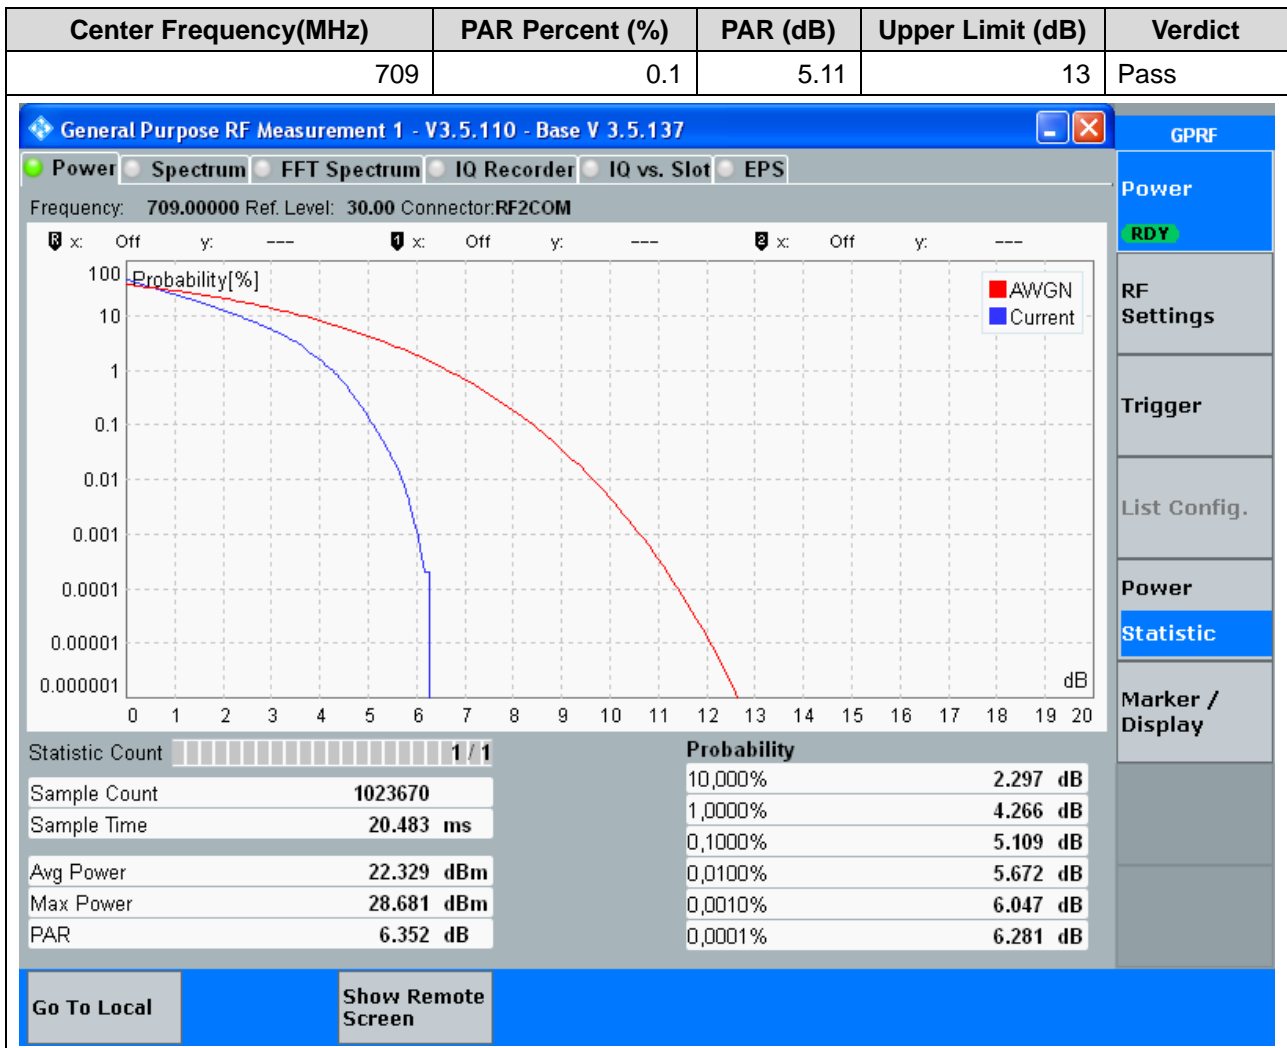 Center Frequency(MHz) PAR Percent (%) PAR (dB) Upper Limit (dB) Verdict
709 0.1 5.11 13 Pass
General Purpose RF Measurement 1 - V3.5.110 - Base V 3.5.137
GPRF
Power Spectrum FFT Spectrum IQ Recorder IQ vs. Slot EPS
Frequency: 709.00000 Ref. Level: 30.00 Connector:RF2COM
R x: Off y: --- 1 x: Off y: --- 2 x: Off y: ---
Probability[%]
AWGN
Current
100
10
1
0.1
0.01
0.001
0.0001
0.00001
0.000001
dB
0 1 2 3 4 5 6 7 8 9 10 11 12 13 14 15 16 17 18 19 20
Statistic Count 1 / 1
Sample Count 1023670
Sample Time 20.483 ms
Avg Power 22.329 dBm
Max Power 28.681 dBm
PAR 6.352 dB
Probability
10,000% 2.297 dB
1,0000% 4.266 dB
0,1000% 5.109 dB
0,0100% 5.672 dB
0,0010% 6.047 dB
0,0001% 6.281 dB
Power
RDY
RF
Settings
Trigger
List Config.
Power
Statistic
Marker /
Display
Go To Local
Show Remote
Screen